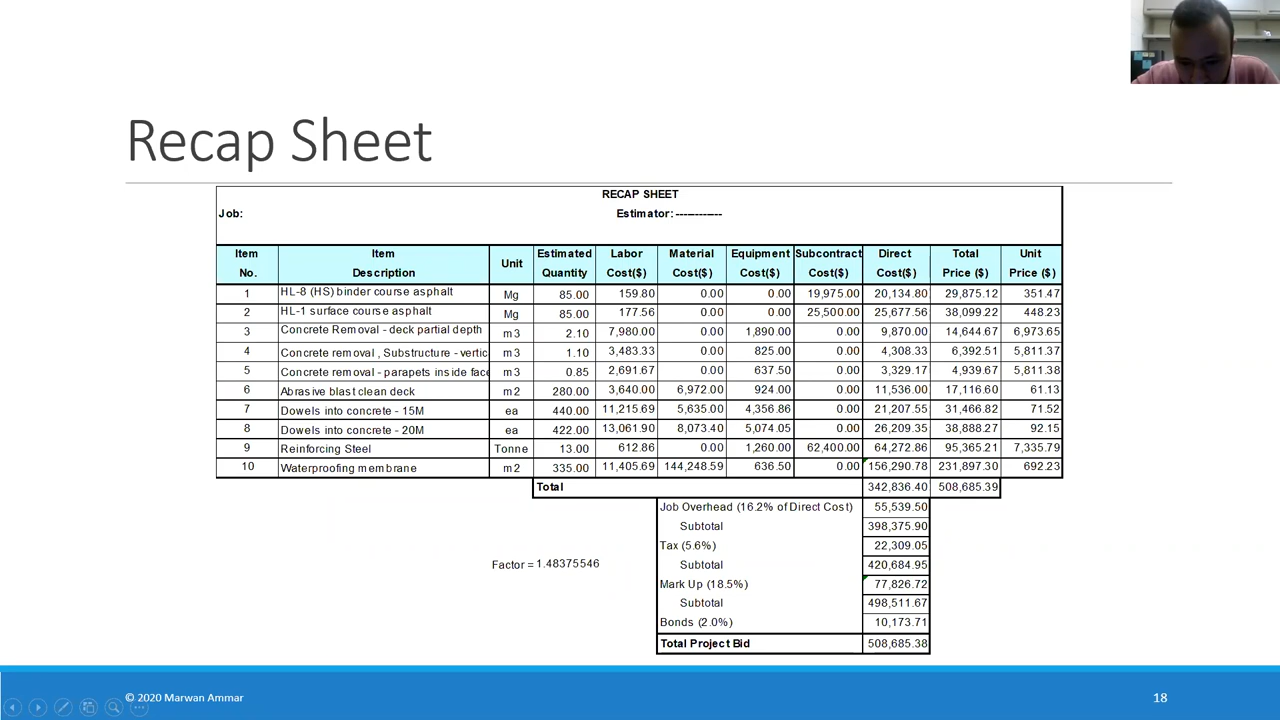 Recap Sheet
RECAP SHEET
Job: Estimator: ------------
Item No. Item Description Unit Estimated Quantity Labor Cost($) Material Cost($) Equipment Cost($) Subcontract Cost($) Direct Cost($) Total Price ($) Unit Price ($)
1 HL-8 (HS) binder course asphalt Mg 85.00 159.80 0.00 0.00 19,975.00 20,134.80 29,875.12 351.47
2 HL-1 surface course asphalt Mg 85.00 177.56 0.00 0.00 25,500.00 25,677.56 38,099.22 448.23
3 Concrete Removal - deck partial depth m3 2.10 7,980.00 0.00 1,890.00 0.00 9,870.00 14,644.67 6,973.65
4 Concrete removal , Substructure - vertic m3 1.10 3,483.33 0.00 825.00 0.00 4,308.33 6,392.51 5,811.37
5 Concrete removal - parapets inside face m3 0.85 2,691.67 0.00 637.50 0.00 3,329.17 4,939.67 5,811.38
6 Abrasive blast clean deck m2 280.00 3,640.00 6,972.00 924.00 0.00 11,536.00 17,116.60 61.13
7 Dowels into concrete - 15M ea 440.00 11,215.69 5,635.00 4,356.86 0.00 21,207.55 31,466.82 71.52
8 Dowels into concrete - 20M ea 422.00 13,061.90 8,073.40 5,074.05 0.00 26,209.35 38,888.27 92.15
9 Reinforcing Steel Tonne 13.00 612.86 0.00 1,260.00 62,400.00 64,272.86 95,365.21 7,335.79
10 Waterproofing membrane m2 335.00 11,405.69 144,248.59 636.50 0.00 156,290.78 231,897.30 692.23
Total 342,836.40 508,685.39
Job Overhead (16.2% of Direct Cost) 55,539.50
Subtotal 398,375.90
Tax (5.6%) 22,309.05
Factor = 1.48375546 Subtotal 420,684.95
Mark Up (18.5%) 77,826.72
Subtotal 498,511.67
Bonds (2.0%) 10,173.71
Total Project Bid 508,685.38
© 2020 Marwan Ammar 18